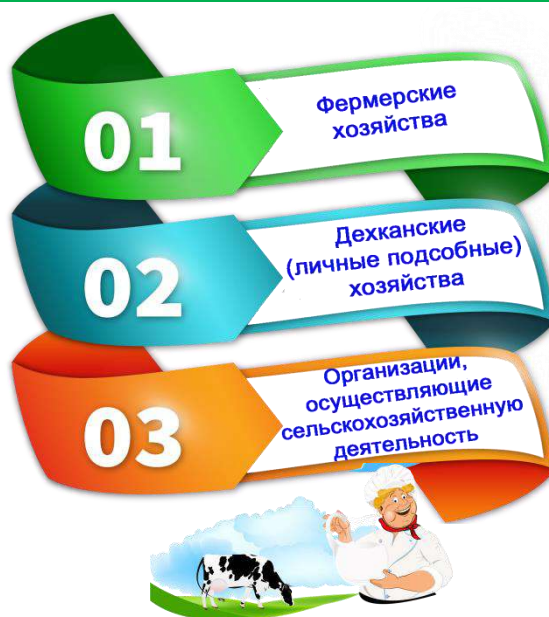 01
Фермерские
хозяйства
02
Дехканские
(личные подсобные)
хозяйства
03
Организации,
осуществляющие
сельскохозяйственную
деятельность